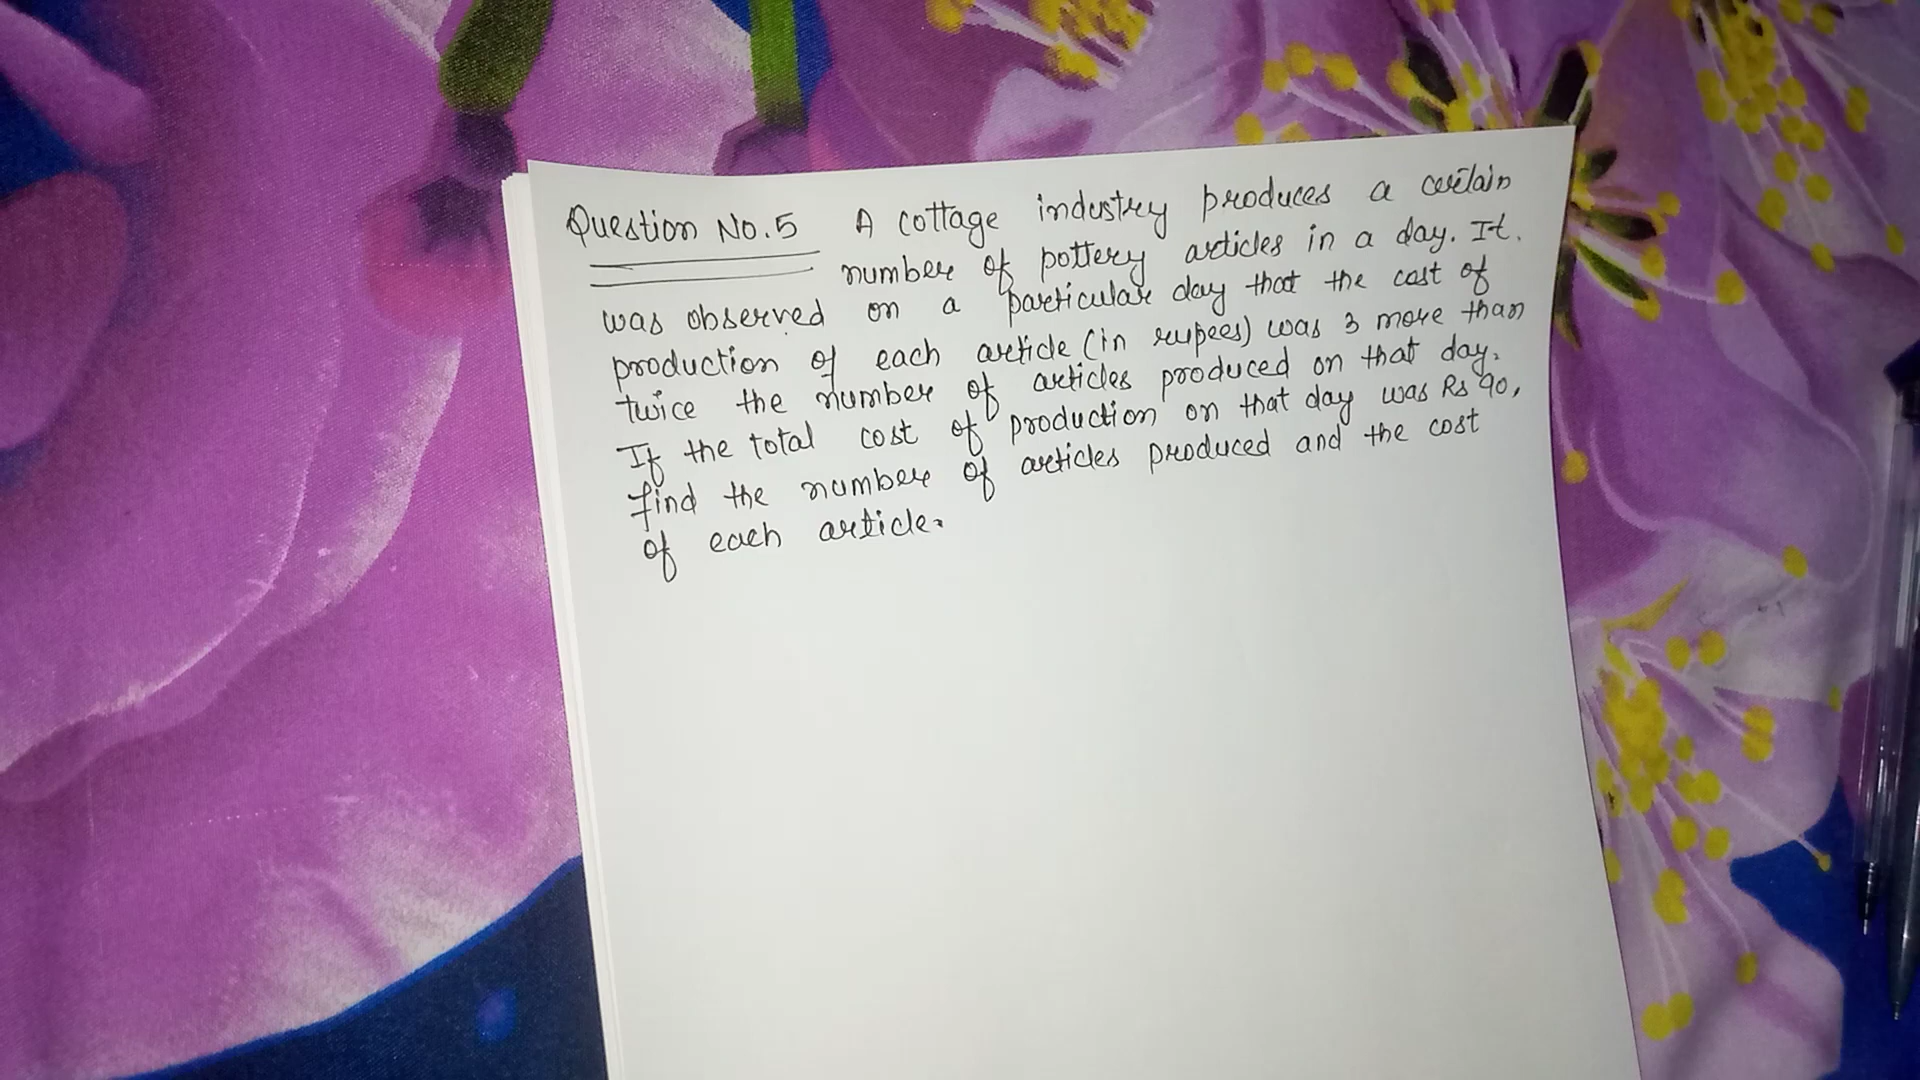 Question No.5 A cottage industry produces a certain
number of pottery articles in a day. It
was observed on a particular day that the cost of
production of each article (in rupees) was 3 more than
twice the number of articles produced on that day.
If the total cost of production on that day was Rs 90,
find the number of articles produced and the cost
of each article.